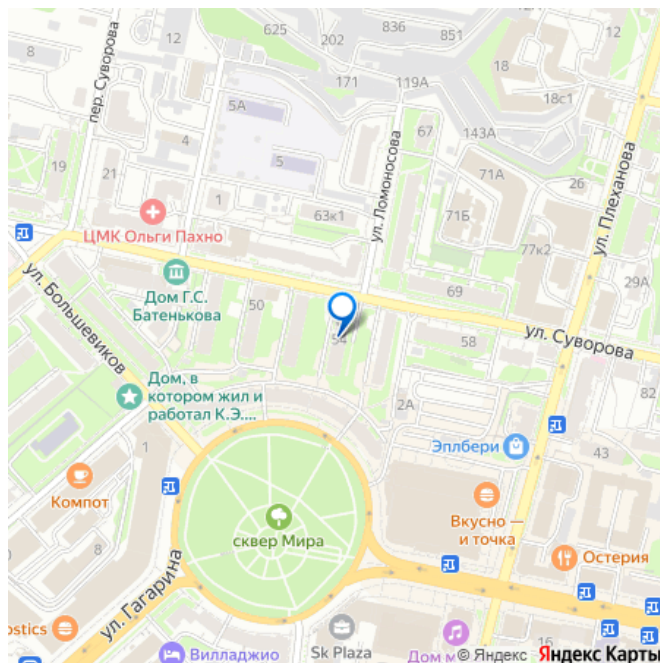 625
836
411
12
202
8
171
119А
18
18с1
пер. Суворова
5А
4
67
143А
5
71А
26
19
21
1
63к1
71Б
ул. Ломоносова
ул. Плеханова
ЦМК Ольги Пахно
77к2
29А
Дом Г.С.
Батенькова
50
69
54
58
ул. Суворова
ул. Большевиков
Дом, в
котором жил и
работал К.Э....
2А
82
Эплбери
1
43
Компот
Вкусно —
и точка
сквер Мира
Остерия
8
ул. Гагарина
ostics
Вилладжио
Sk Plaza
Дом м
16
© Яндекс Яндекс Карты